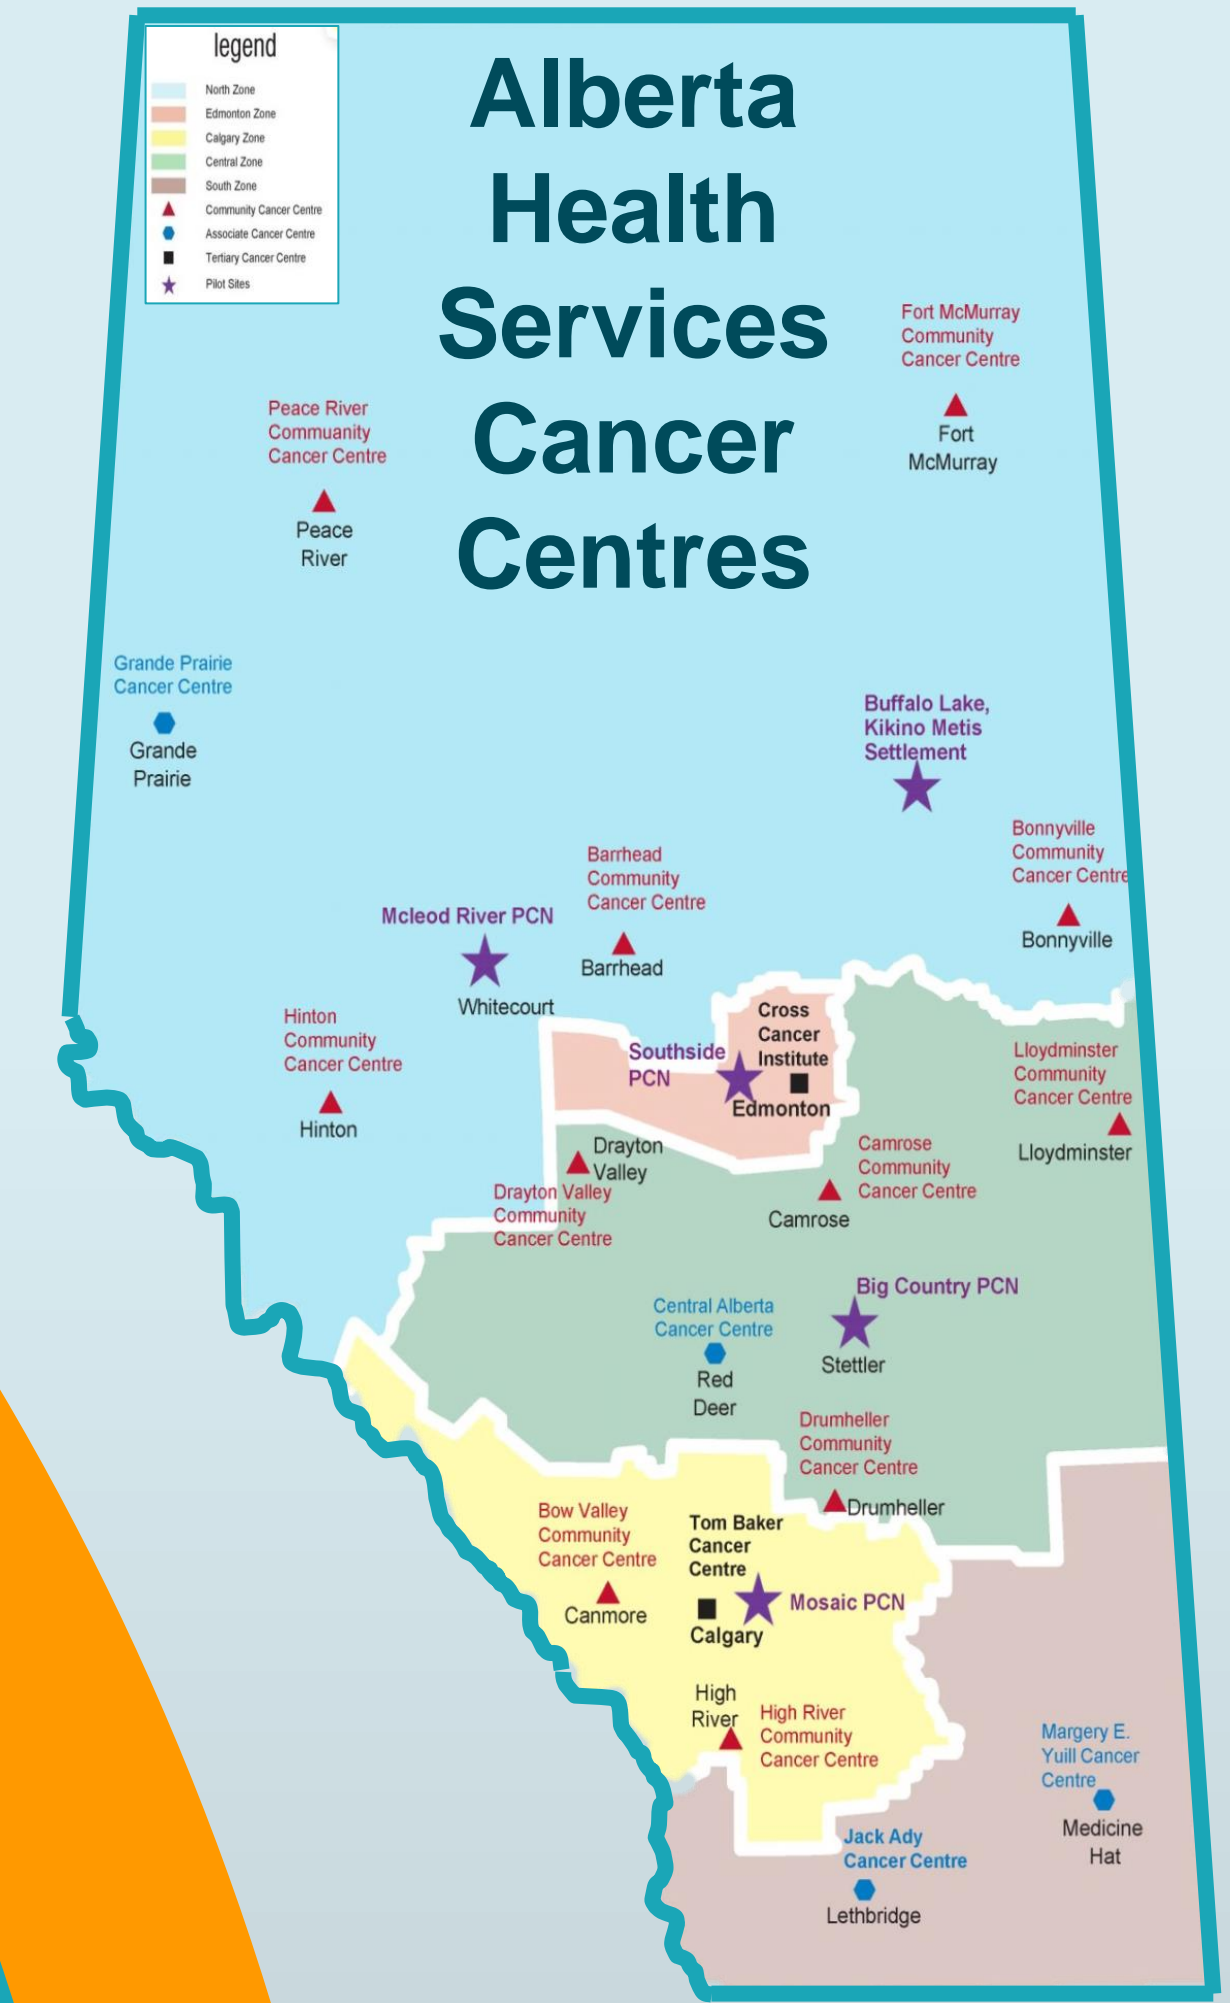 legend
North Zone
Edmonton Zone
Calgary Zone
Central Zone
South Zone
Community Cancer Centre
Associate Cancer Centre
Tertiary Cancer Centre
Pilot Sites
Alberta
Health
Services
Cancer
Centres
Fort McMurray
Community
Cancer Centre
Fort
McMurray
Peace River
Commuanity
Cancer Centre
Peace
River
Grande Prairie
Cancer Centre
Grande
Prairie
Buffalo Lake,
Kikino Metis
Settlement
Bonnyville
Community
Cancer Centre
Bonnyville
Barrhead
Community
Cancer Centre
Barrhead
Mcleod River PCN
Whitecourt
Hinton
Community
Cancer Centre
Hinton
Cross
Cancer
Institute
Southside
PCN
Edmonton
Lloydminster
Community
Cancer Centre
Lloydminster
Drayton
Valley
Drayton Valley
Community
Cancer Centre
Camrose
Community
Cancer Centre
Camrose
Big Country PCN
Stettler
Central Alberta
Cancer Centre
Red
Deer
Drumheller
Community
Cancer Centre
Drumheller
Bow Valley
Community
Cancer Centre
Canmore
Tom Baker
Cancer
Centre
Mosaic PCN
Calgary
High
River
High River
Community
Cancer Centre
Margery E.
Yuill Cancer
Centre
Medicine
Hat
Jack Ady
Cancer Centre
Lethbridge